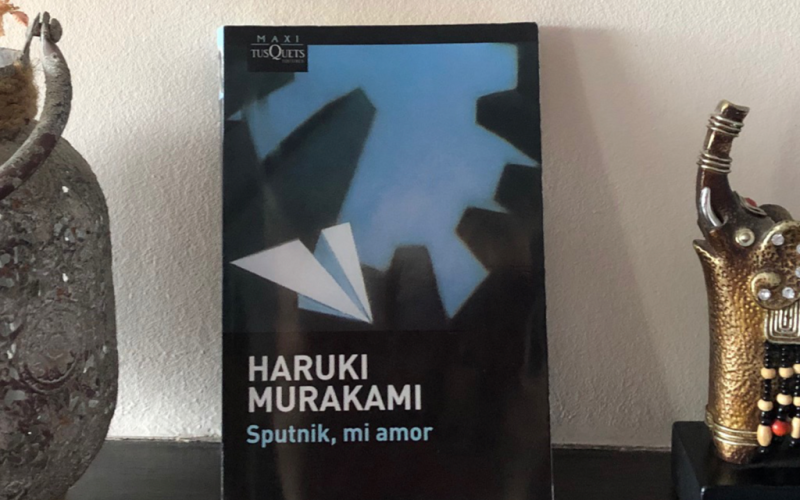 MAXI
TUSQUETS
HARUKI
MURAKAMI
Sputnik, mi amor